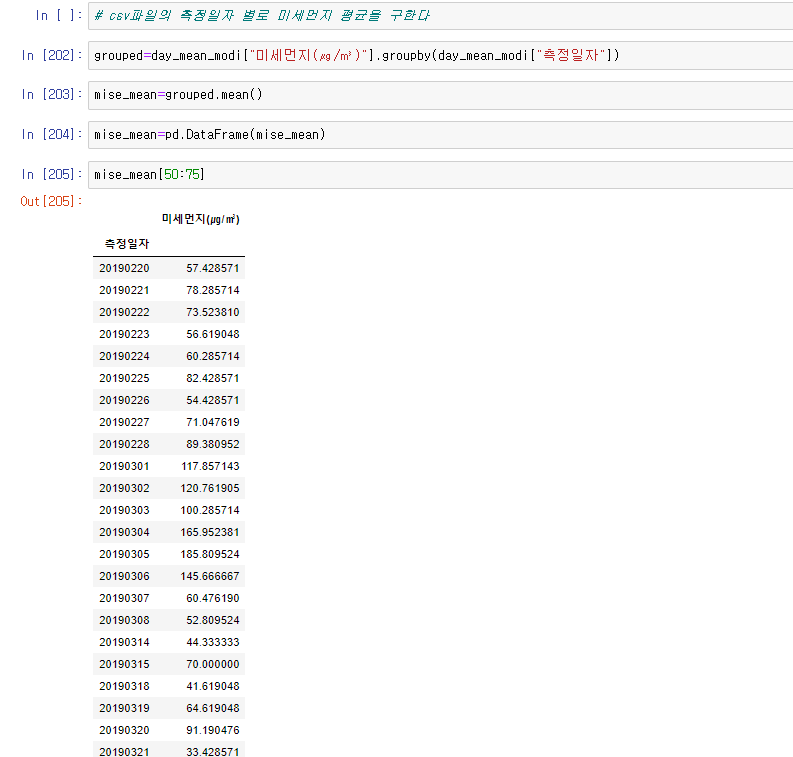 In [ ]: # csv파일의 측정일자 별로 미세먼지 평균을 구한다
In [202]: grouped=day_mean_modi["미세먼지(㎍/㎥)"].groupby(day_mean_modi["측정일자"])
In [203]: mise_mean=grouped.mean()
In [204]: mise_mean=pd.DataFrame(mise_mean)
In [205]: mise_mean[50:75]
Out[205]:
미세먼지(㎍/㎥)
측정일자
20190220 57.428571
20190221 78.285714
20190222 73.523810
20190223 56.619048
20190224 60.285714
20190225 82.428571
20190226 54.428571
20190227 71.047619
20190228 89.380952
20190301 117.857143
20190302 120.761905
20190303 100.285714
20190304 165.952381
20190305 185.809524
20190306 145.666667
20190307 60.476190
20190308 52.809524
20190314 44.333333
20190315 70.000000
20190318 41.619048
20190319 64.619048
20190320 91.190476
20190321 33.428571